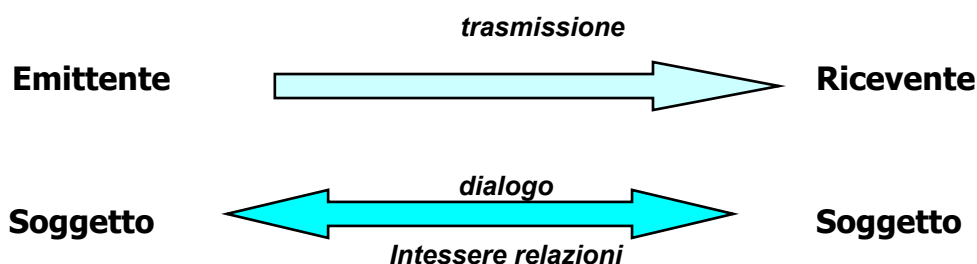 trasmissione
Emittente
Ricevente
dialogo
Soggetto
Soggetto
Intessere relazioni